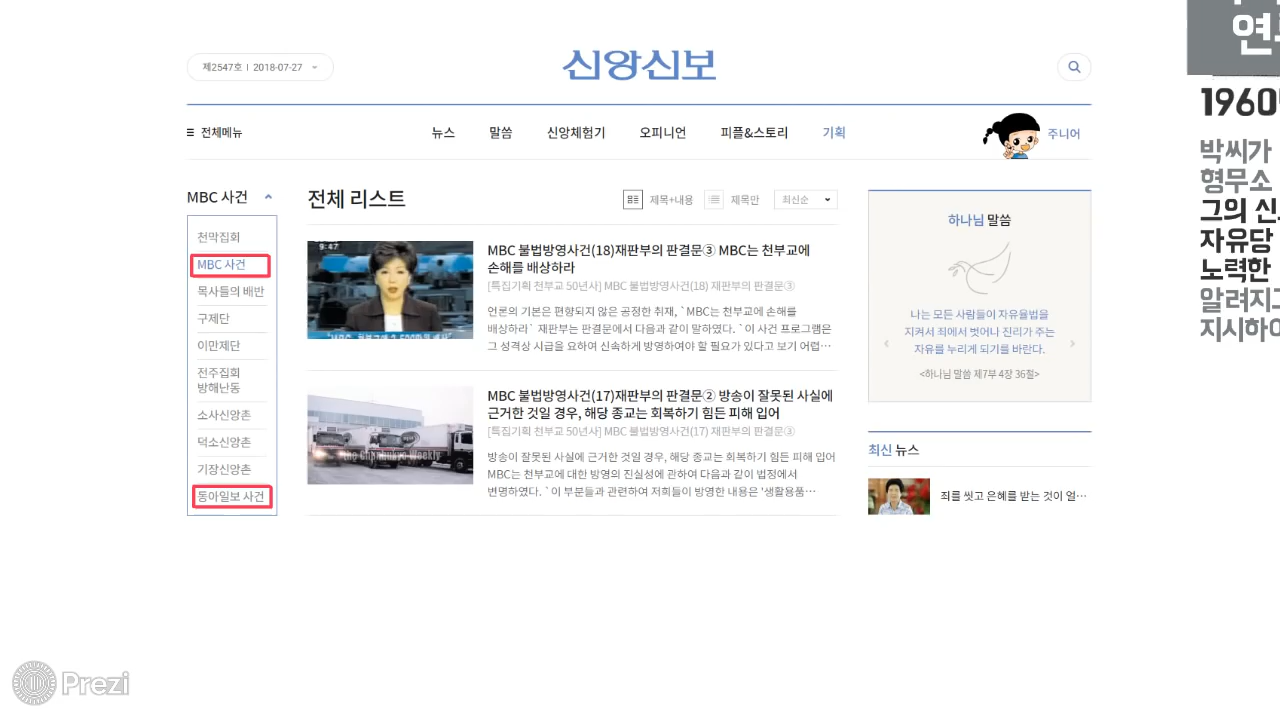 제2547호 | 2018-07-27
신앙신보
전체메뉴
뉴스
말씀
신앙체험기
오피니언
피플&스토리
기획
주니어
MBC 사건
천막집회
MBC 사건
목사들의 배반
구제단
이만제단
전주집회
방해난동
소사신앙촌
덕소신앙촌
기장신앙촌
동아일보 사건
전체 리스트
제목+내용
제목만
최신순
9:47
MBC 불법방영사건(18)재판부의 판결문③ MBC는 천부교에
손해를 배상하라
[특집기획 천부교 50년사] MBC 불법방영사건(18) 재판부의 판결문③
언론의 기본은 편향되지 않은 공정한 취재, `MBC는 천부교에 손해를
배상하라` 재판부는 판결문에서 다음과 같이 말하였다. `이 사건 프로그램은
그 성격상 시급을 요하여 신속하게 방영하여야 할 필요가 있다고 보기 어렵…
MBC 불법방영사건(17)재판부의 판결문② 방송이 잘못된 사실에
근거한 것일 경우, 해당 종교는 회복하기 힘든 피해 입어
[특집기획 천부교 50년사] MBC 불법방영사건(17) 재판부의 판결문③
방송이 잘못된 사실에 근거한 것일 경우, 해당 종교는 회복하기 힘든 피해 입어
MBC는 천부교에 대한 방영의 진실성에 관하여 다음과 같이 법정에서
변명하였다. `이 부분들과 관련하여 저희들이 방영한 내용은 '생활용품…
The Chunbukyo Weekly
하나님 말씀
나는 모든 사람들이 자유율법을
지켜서 죄에서 벗어나 진리가 주는
자유를 누리게 되기를 바란다.
<하나님 말씀 제7부 4장 36절>
최신 뉴스
죄를 씻고 은혜를 받는 것이 얼…
1960
박씨가
형무소
그의 신
자유당
노력한
알려지
지시하
Prezi